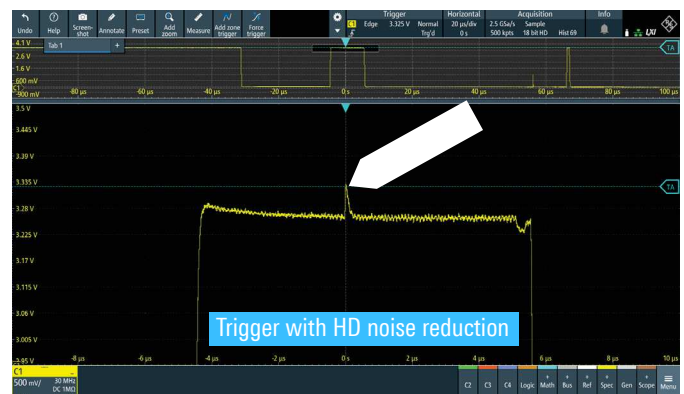 Undo
Help
Screen-
shot
Annotate
Preset
Add
zoom
Measure
Add zone
trigger
Force
trigger
Trigger
C1 Edge 3.325 V Normal
Trg'd
Horizontal
20 µs/div
0 s
Acquisition
2.5 GSa/s Sample
500 kpts 18 bit HD Hist 69
Info
LXI
4.1 V
Tab 1 +
TA
2.6 V
1.6 V
600 mV
C1
-900 mV
-80 µs -60 µs -40 µs -20 µs 0 s 20 µs 40 µs 60 µs 80 µs 100 µs
3.5 V
3.445 V
3.39 V
3.335 V
TA
3.28 V
3.225 V
3.17 V
3.115 V
3.06 V
3.005 V
2.95 V
Trigger with HD noise reduction
-8 µs -6 µs -4 µs -2 µs 0 s 2 µs 4 µs 6 µs 8 µs 10 µs
C1
500 mV/ 30 MHz
DC 1MΩ
C2 C3 C4 Logic Math Bus Ref Spec Gen Scope Menu